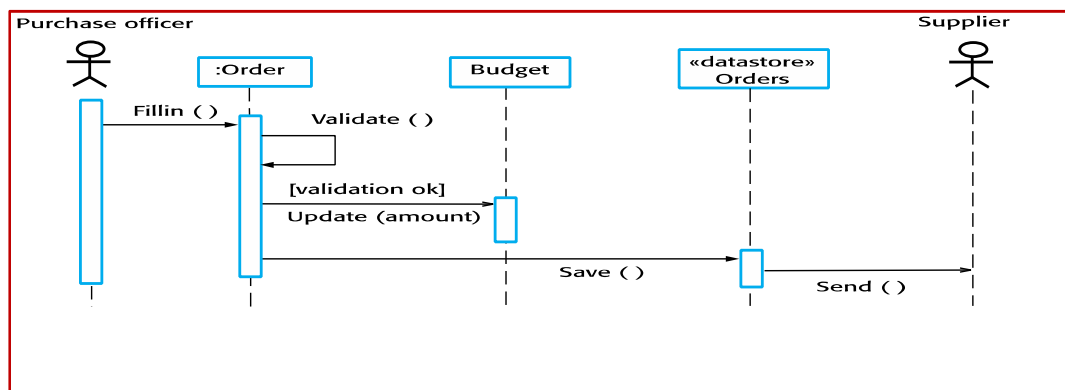 Purchase officer
Supplier
:Order
Budget
«datastore»
Orders
Fillin ( )
Validate ( )
[validation ok]
Update (amount)
Save ( )
Send ( )